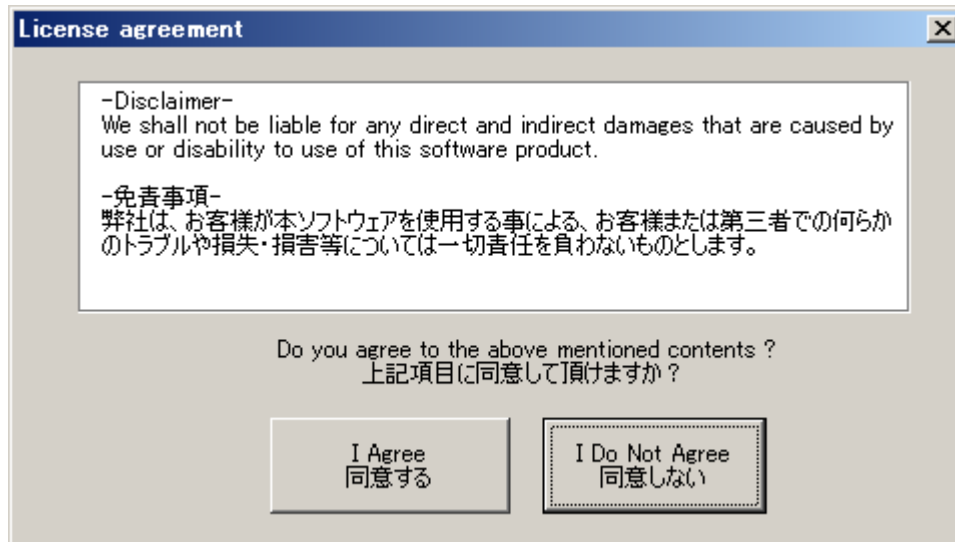 License agreement
-Disclaimer-
We shall not be liable for any direct and indirect damages that are caused by
use or disability to use of this software product.
-免責事項-
弊社は、お客様が本ソフトウェアを使用する事による、お客様または第三者での何らか
のトラブルや損失・損害等については一切責任を負わないものとします。
Do you agree to the above mentioned contents ?
上記項目に同意して頂けますか？
I Agree
同意する
I Do Not Agree
同意しない